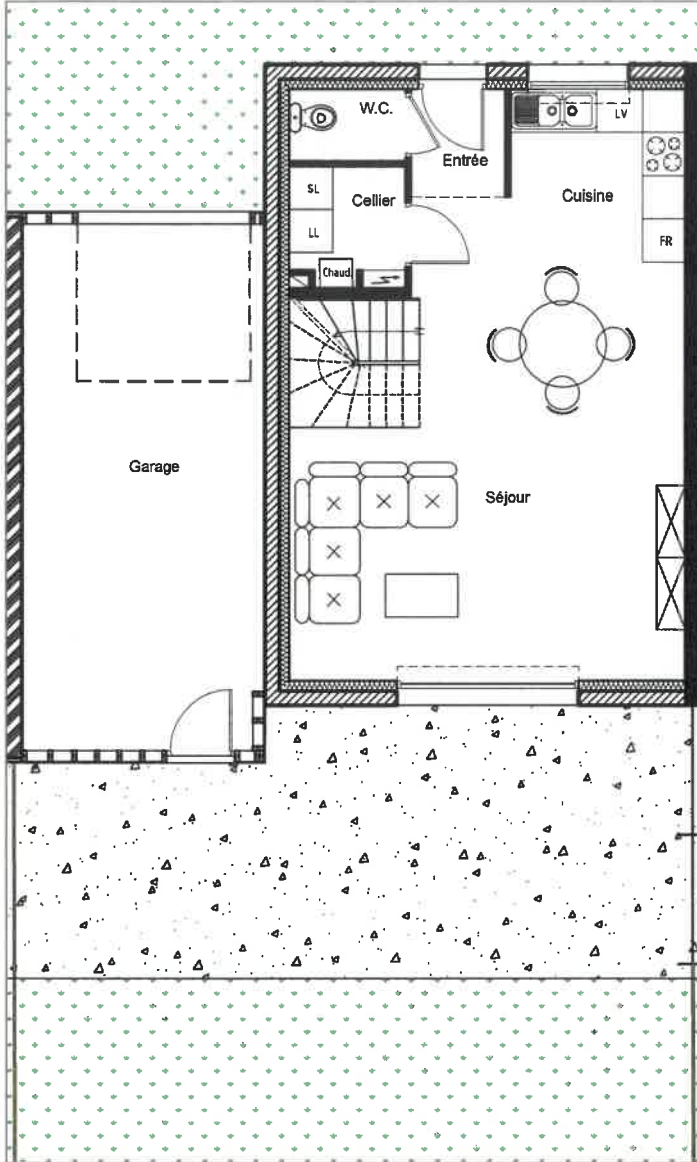 W.C.
LV
Entrée
SL
Cellier
Cuisine
LL
FR
Chaud.
Garage
Séjour